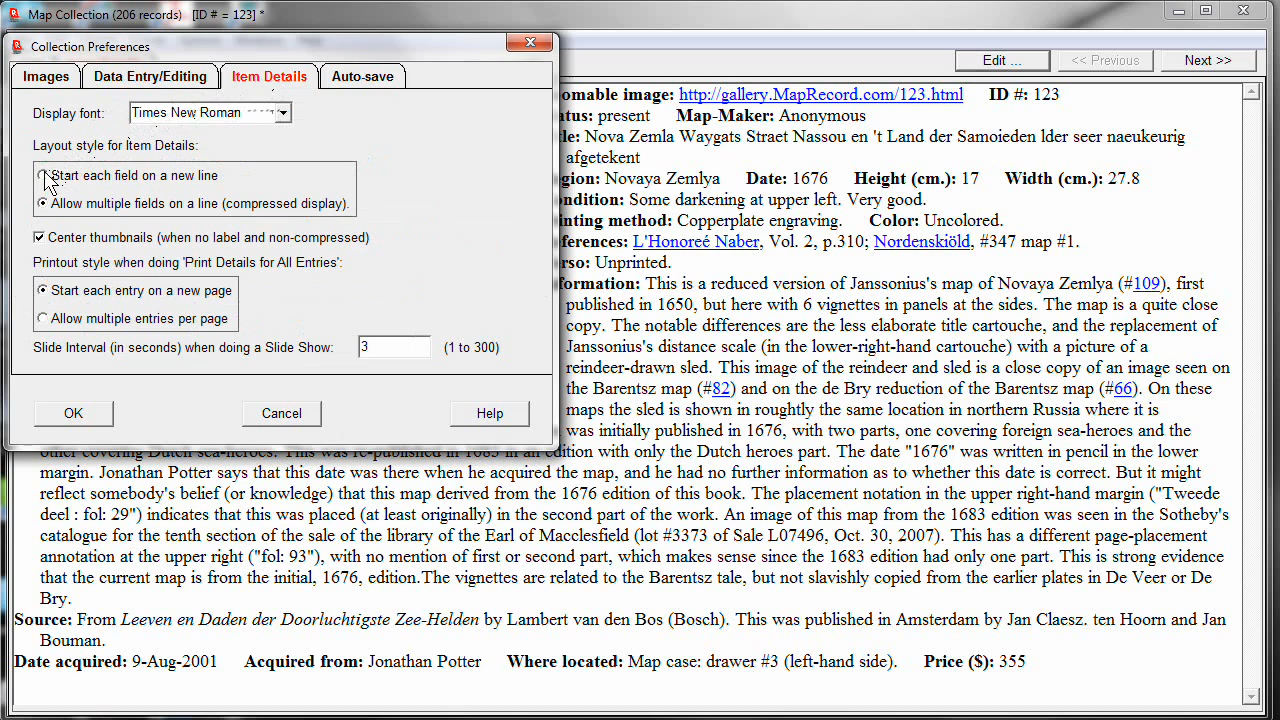 Map Collection (206 records) [ID # = 123] *
Collection Preferences
Images Data Entry/Editing Item Details Auto-save
Display font: Times New Roman
Layout style for Item Details:
Start each field on a new line
Allow multiple fields on a line (compressed display).
Center thumbnails (when no label and non-compressed)
Printout style when doing 'Print Details for All Entries':
Start each entry on a new page
Allow multiple entries per page
Slide Interval (in seconds) when doing a Slide Show: 3 (1 to 300)
OK Cancel Help
Edit ... << Previous Next >>
omable image: http://gallery.MapRecord.com/123.html ID #: 123
atus: present Map-Maker: Anonymous
tle: Nova Zemla Waygats Straet Nassou en 't Land der Samoieden lder seer naeukeurig
afgetekent
gion: Novaya Zemlya Date: 1676 Height (cm.): 17 Width (cm.): 27.8
ondition: Some darkening at upper left. Very good.
inting method: Copperplate engraving. Color: Uncolored.
eferences: L'Honoreé Naber, Vol. 2, p.310; Nordenskiöld, #347 map #1.
erso: Unprinted.
formation: This is a reduced version of Janssonius's map of Novaya Zemlya (#109), first
published in 1650, but here with 6 vignettes in panels at the sides. The map is a quite close
copy. The notable differences are the less elaborate title cartouche, and the replacement of
Janssonius's distance scale (in the lower-right-hand cartouche) with a picture of a
reindeer-drawn sled. This image of the reindeer and sled is a close copy of an image seen on
the Barentsz map (#82) and on the de Bry reduction of the Barentsz map (#66). On these
maps the sled is shown in roughtly the same location in northern Russia where it is
was initially published in 1676, with two parts, one covering foreign sea-heroes and the
other covering Dutch sea-heroes. This was re-published in 1683 in an edition with only the Dutch heroes part. The date "1676" was written in pencil in the lower
margin. Jonathan Potter says that this date was there when he acquired the map, and he had no further information as to whether this date is correct. But it might
reflect somebody's belief (or knowledge) that this map derived from the 1676 edition of this book. The placement notation in the upper right-hand margin ("Tweede
deel : fol: 29") indicates that this was placed (at least originally) in the second part of the work. An image of this map from the 1683 edition was seen in the Sotheby's
catalogue for the tenth section of the sale of the library of the Earl of Macclesfield (lot #3373 of Sale L07496, Oct. 30, 2007). This has a different page-placement
annotation at the upper right ("fol: 93"), with no mention of first or second part, which makes sense since the 1683 edition had only one part. This is strong evidence
that the current map is from the initial, 1676, edition.The vignettes are related to the Barentsz tale, but not slavishly copied from the earlier plates in De Veer or De
Bry.
Source: From Leeven en Daden der Doorluchtigste Zee-Helden by Lambert van den Bos (Bosch). This was published in Amsterdam by Jan Claesz. ten Hoorn and Jan
Bouman.
Date acquired: 9-Aug-2001 Acquired from: Jonathan Potter Where located: Map case: drawer #3 (left-hand side). Price ($): 355